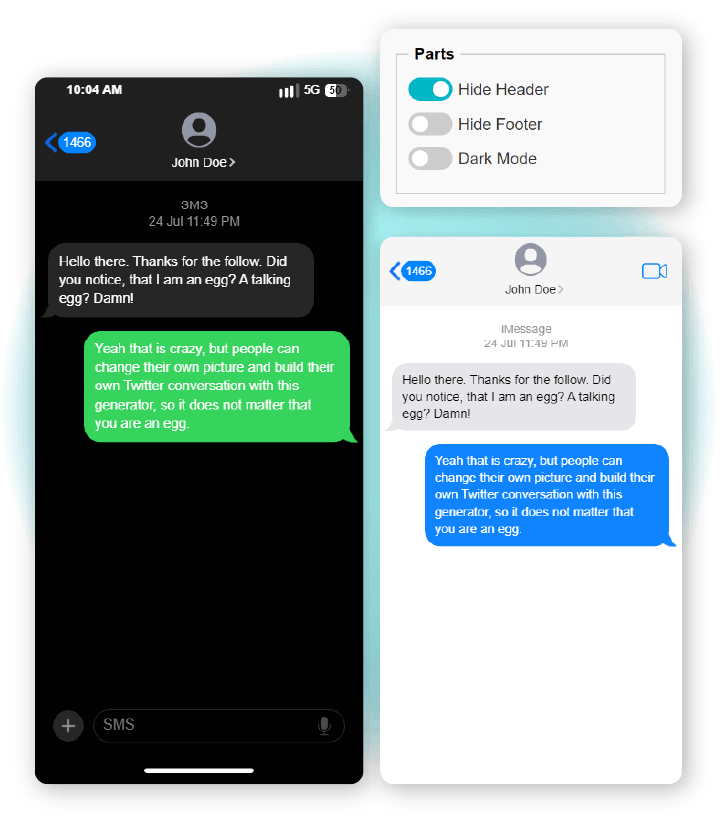 10:04 AM
5G
50
1466
John Doe
SMS
24 Jul 11:49 PM
Hello there. Thanks for the follow. Did
you notice, that I am an egg? A talking
egg? Damn!
Yeah that is crazy, but people can
change their own picture and build their
own Twitter conversation with this
generator, so it does not matter that
you are an egg.
SMS
Parts
Hide Header
Hide Footer
Dark Mode
1466
John Doe
iMessage
24 Jul 11:49 PM
Hello there. Thanks for the follow. Did
you notice, that I am an egg? A talking
egg? Damn!
Yeah that is crazy, but people can
change their own picture and build their
own Twitter conversation with this
generator, so it does not matter that
you are an egg.